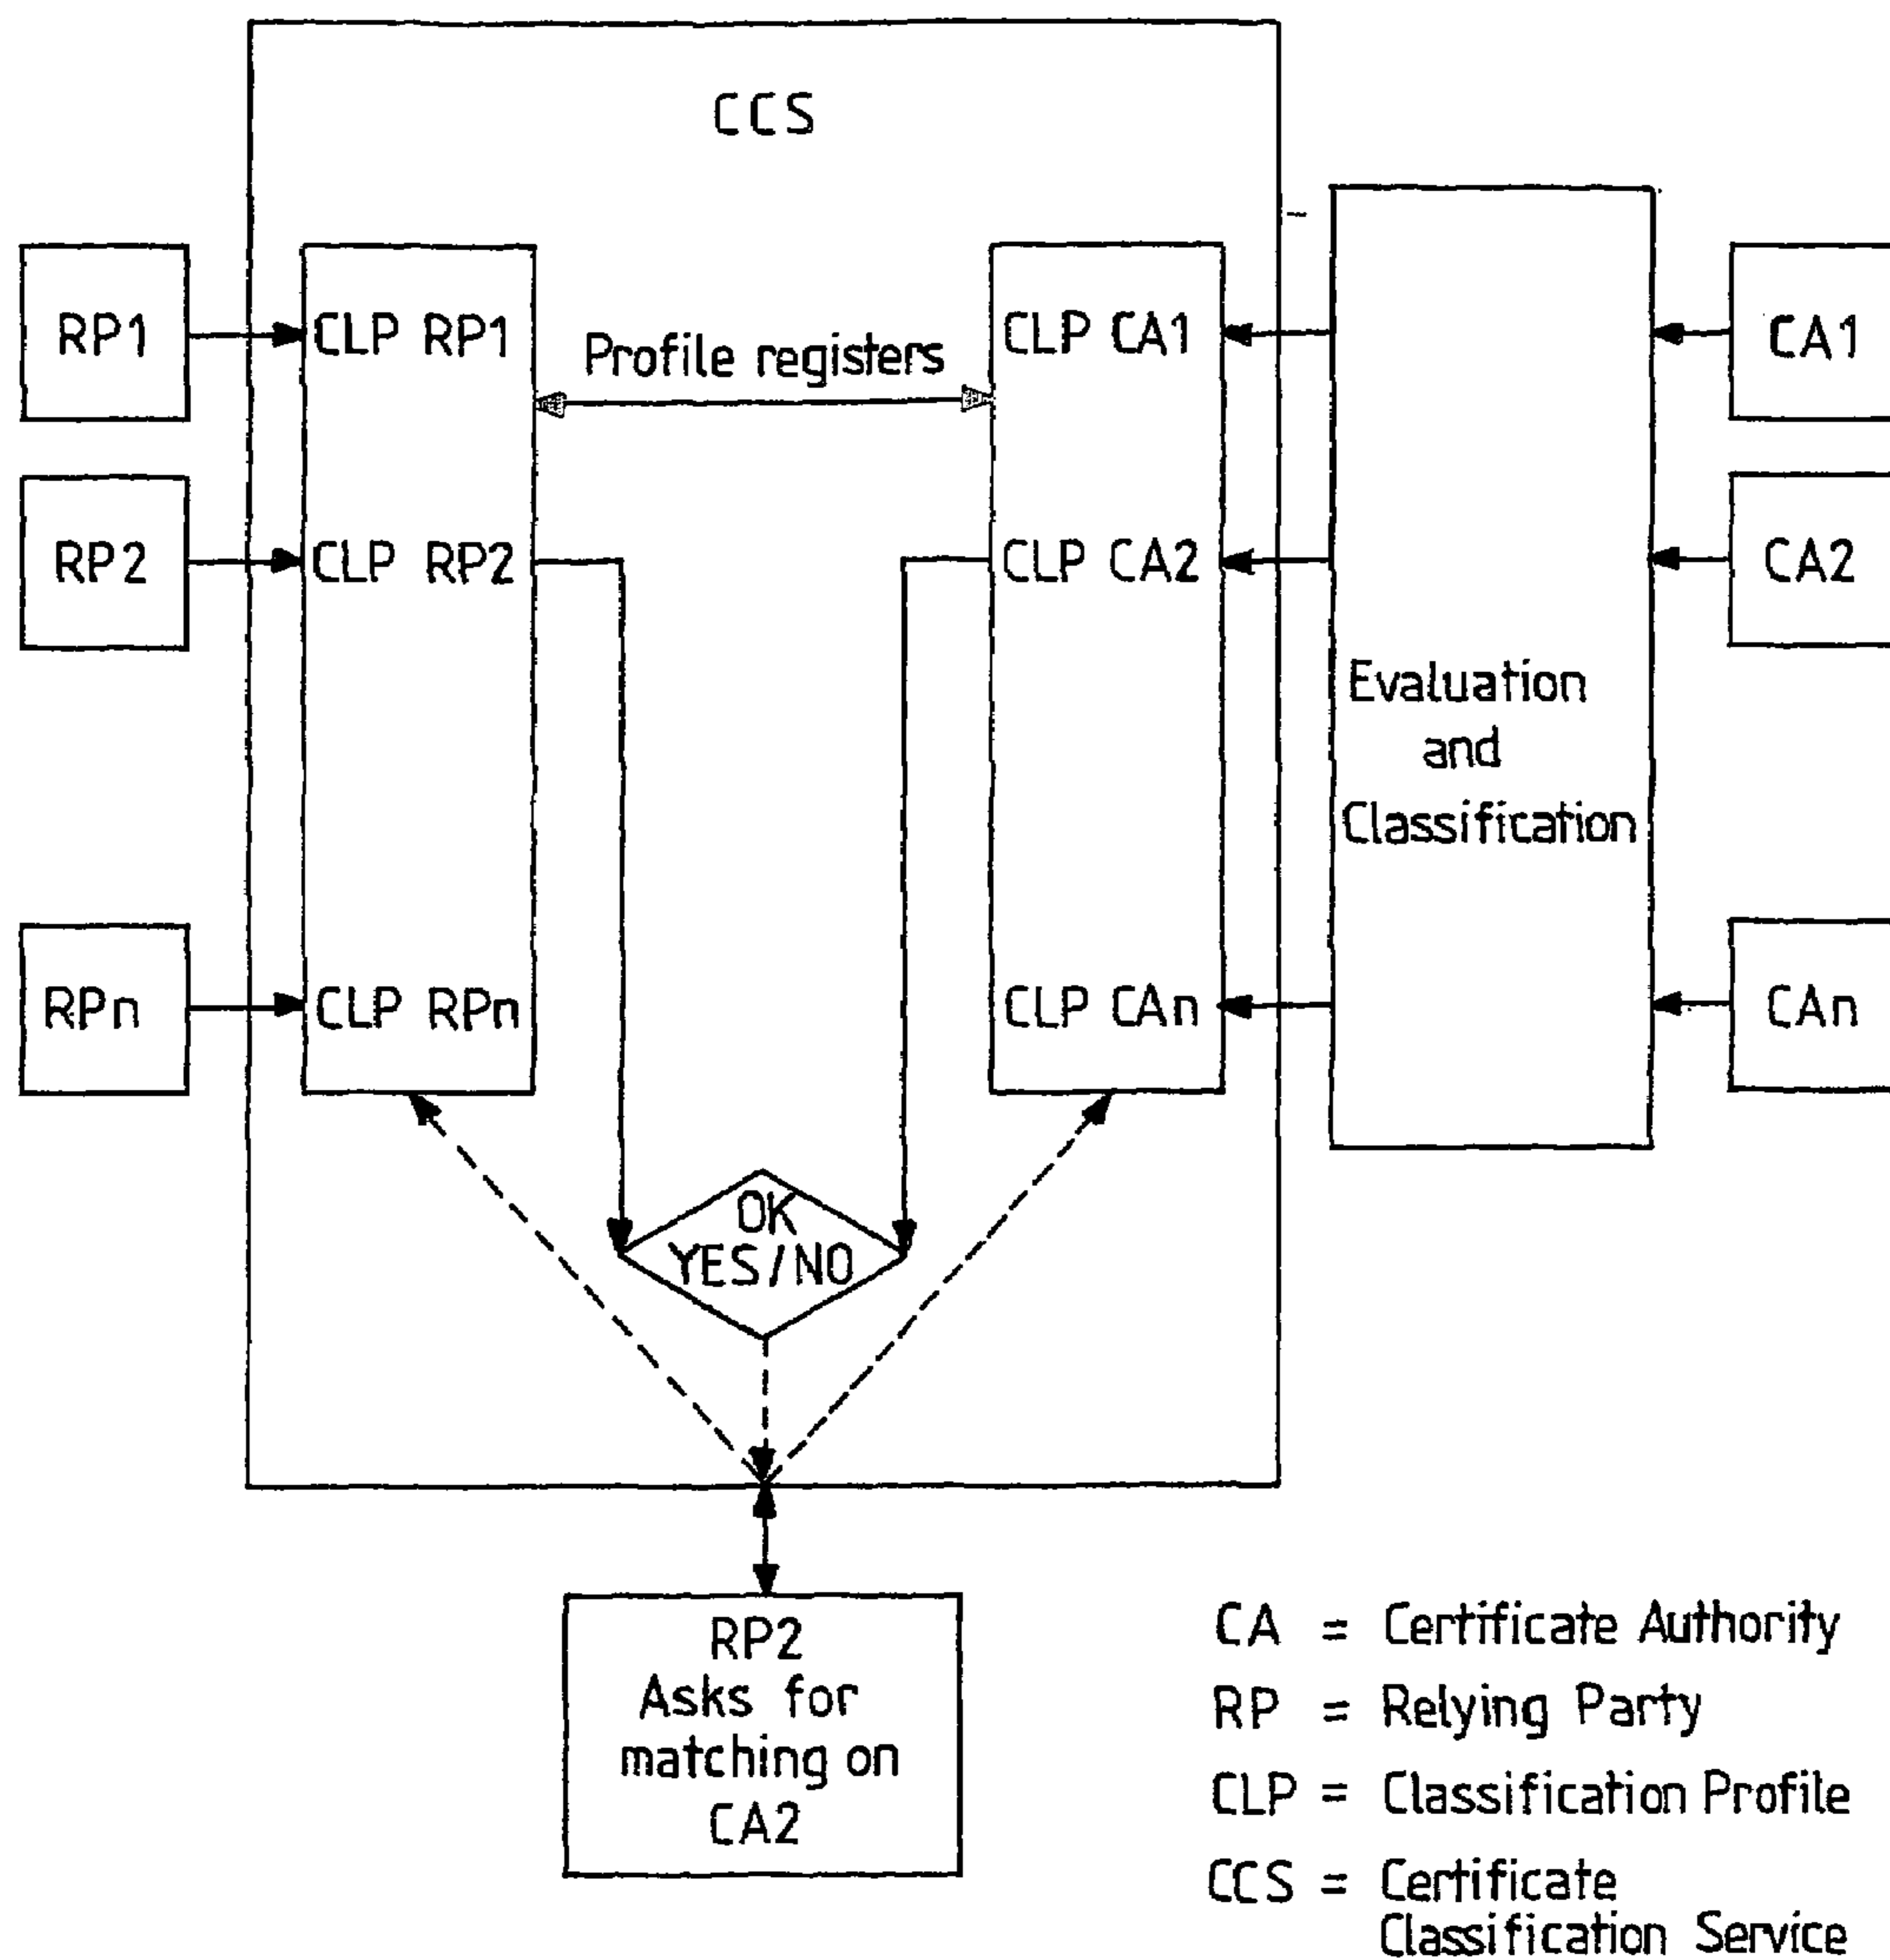 CCS
RP1
CLP RP1
Profile registers
CLP CA1
CA1
RP2
CLP RP2
CLP CA2
CA2
Evaluation
and
Classification
RPn
CLP RPn
CLP CAn
CAn
OK
YES/NO
RP2
Asks for
matching on
CA2
CA = Certificate Authority
RP = Relying Party
CLP = Classification Profile
CCS = Certificate
Classification Service